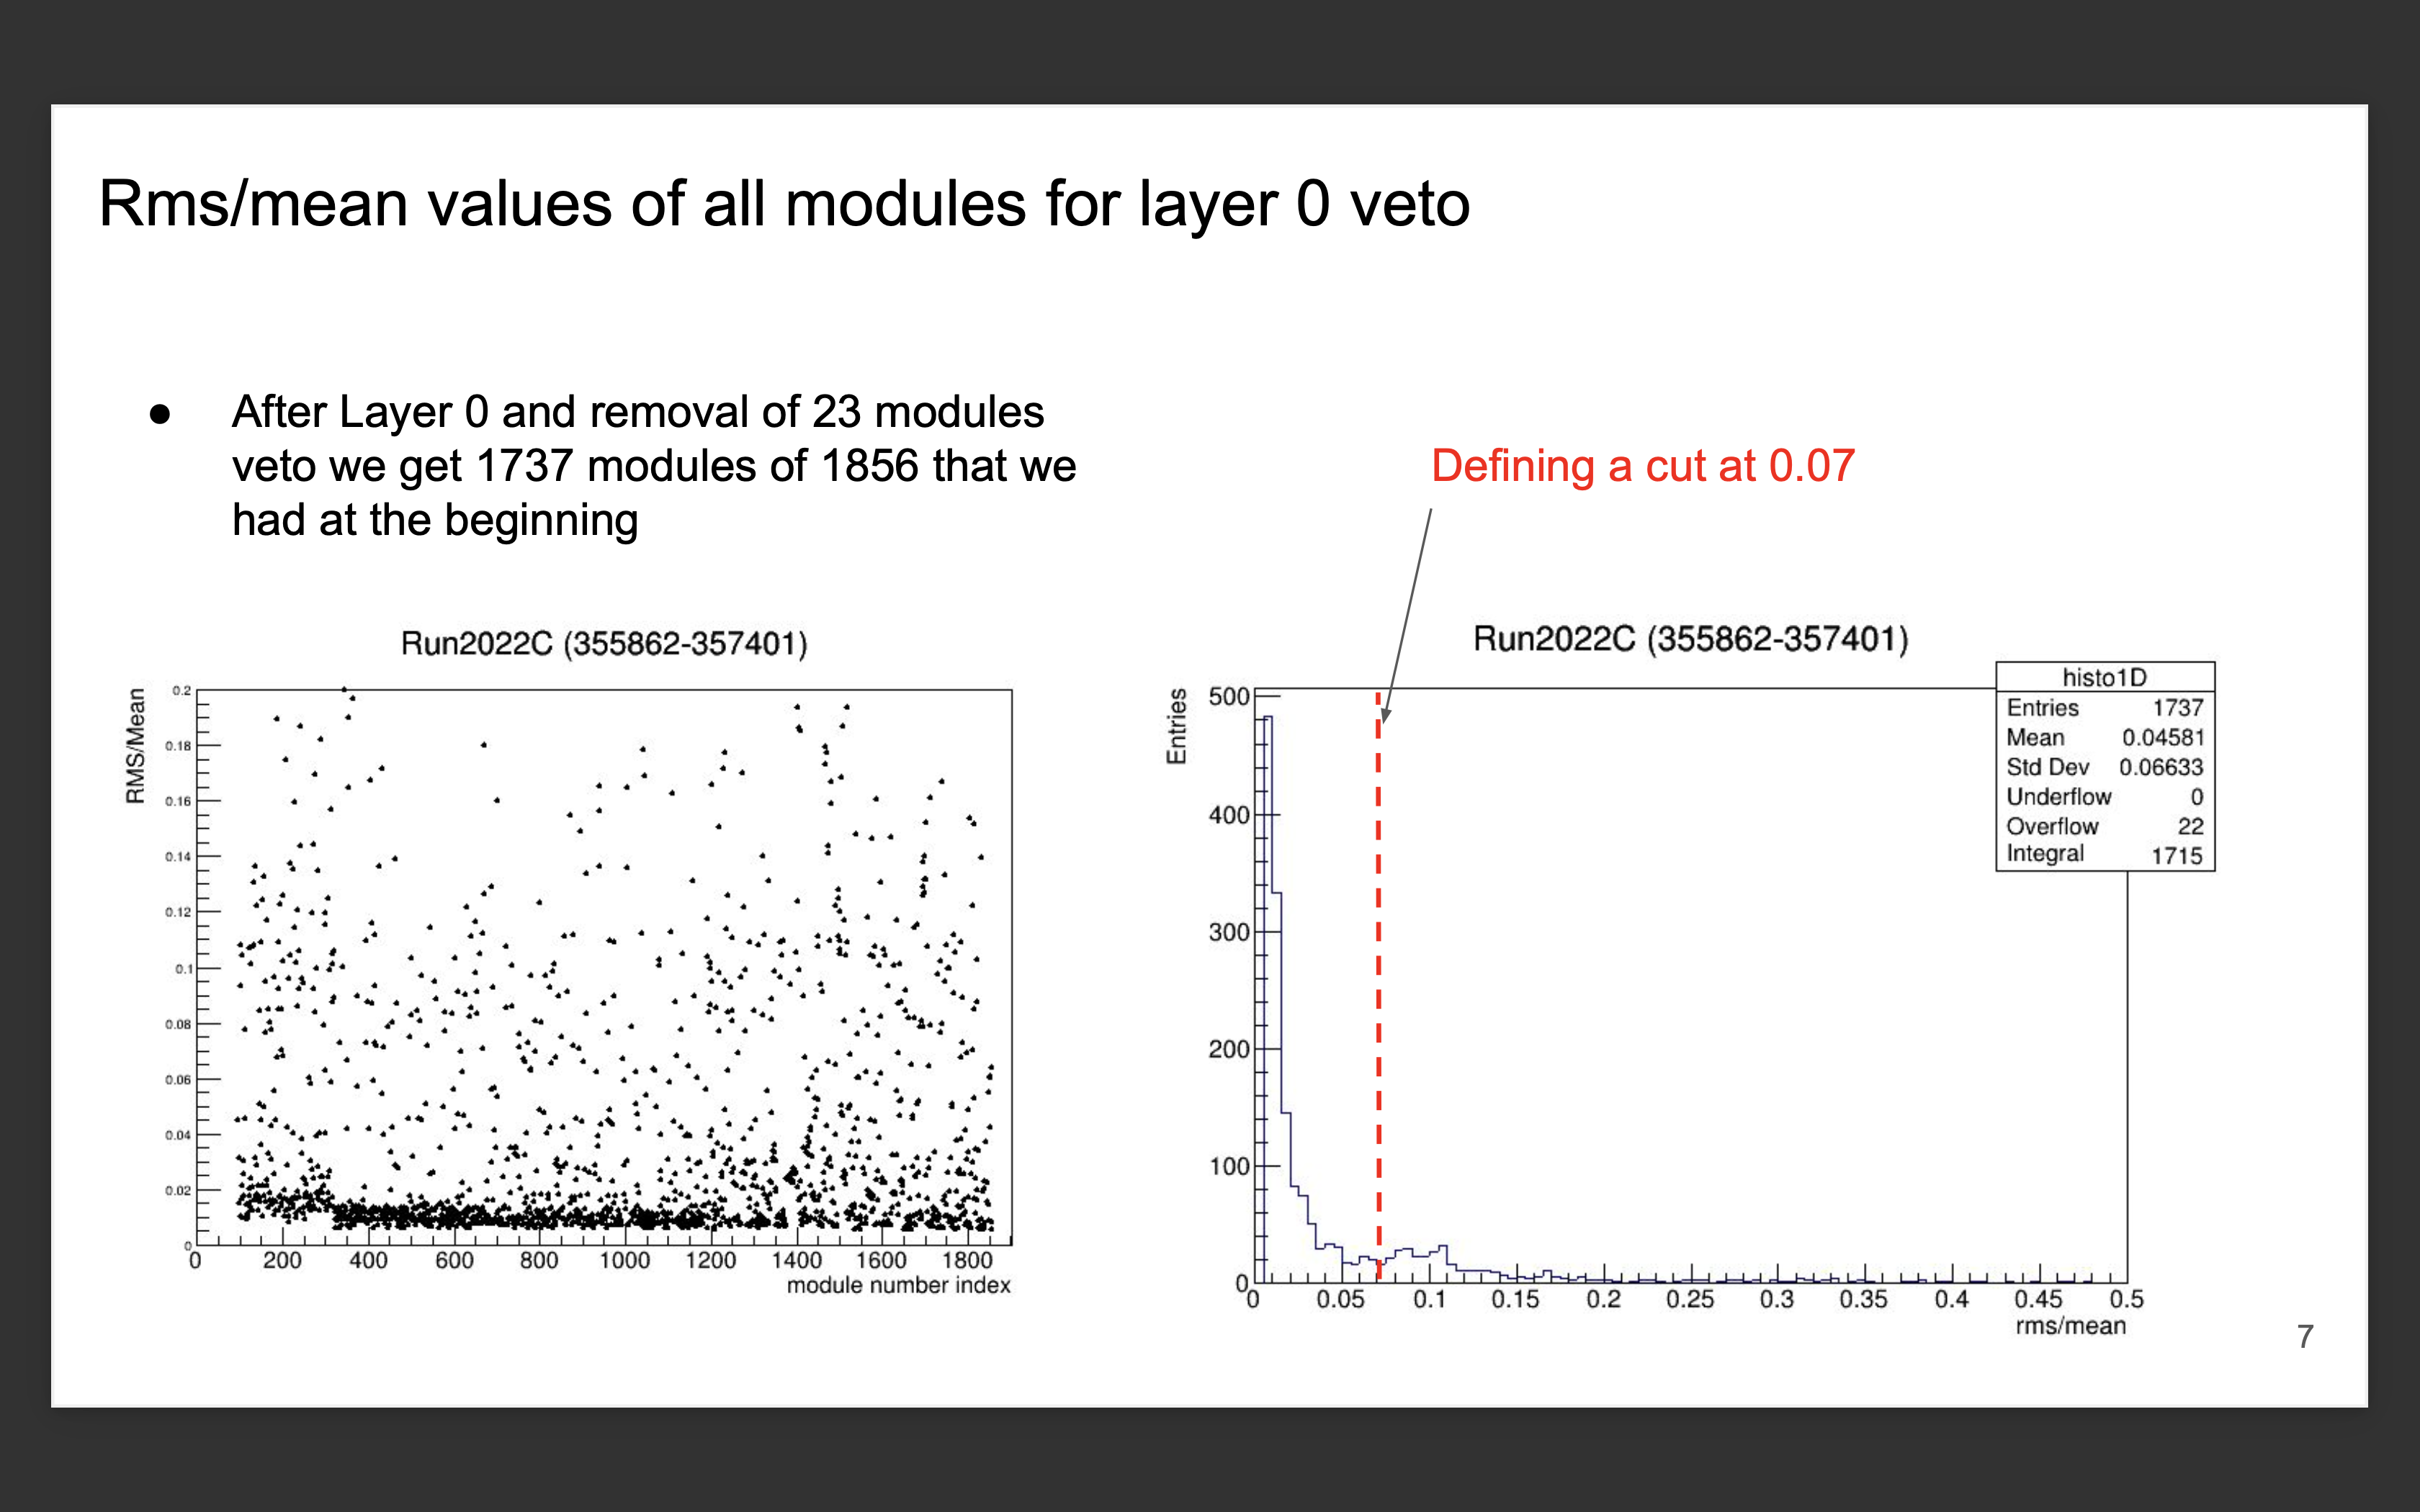 Rms/mean values of all modules for layer 0 veto
● After Layer 0 and removal of 23 modules
veto we get 1737 modules of 1856 that we
had at the beginning
Defining a cut at 0.07
Run2022C (355862-357401)
RMS/Mean
0.2
0.18
0.16
0.14
0.12
0.1
0.08
0.06
0.04
0.02
0
0 200 400 600 800 1000 1200 1400 1600 1800
module number index
Run2022C (355862-357401)
Entries
500
400
300
200
100
0
0 0.05 0.1 0.15 0.2 0.25 0.3 0.35 0.4 0.45 0.5
rms/mean
histo1D
Entries 1737
Mean 0.04581
Std Dev 0.06633
Underflow 0
Overflow 22
Integral 1715
7